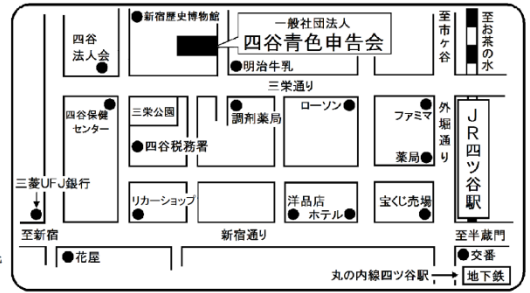 新宿歴史博物館
一般社団法人
四谷青色申告会
四谷
法人会
明治牛乳
至市ヶ谷
至お茶の水
三栄通り
四谷保健
センター
三栄公園
調剤薬局
ローソン
ファミマ
外堀通り
JR四ツ谷駅
四谷税務署
薬局
三菱UFJ銀行
リカーショップ
洋品店
ホテル
宝くじ売場
至新宿
新宿通り
至半蔵門
花屋
交番
丸の内線四ツ谷駅
地下鉄